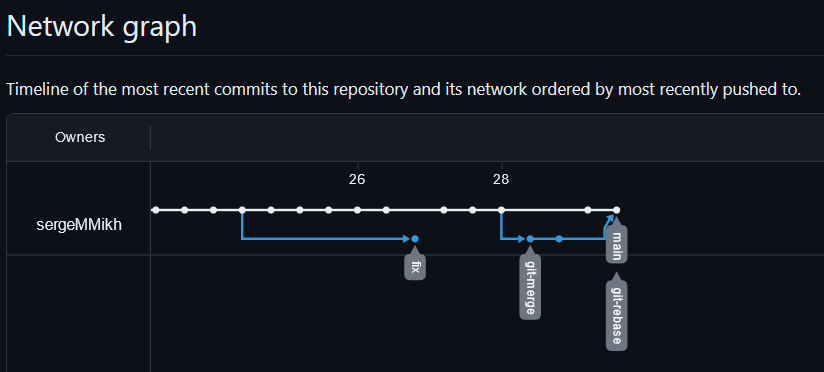 Network graph
Timeline of the most recent commits to this repository and its network ordered by most recently pushed to.
Owners
26
28
sergeMMikh
fix
git-merge
main
git-rebase